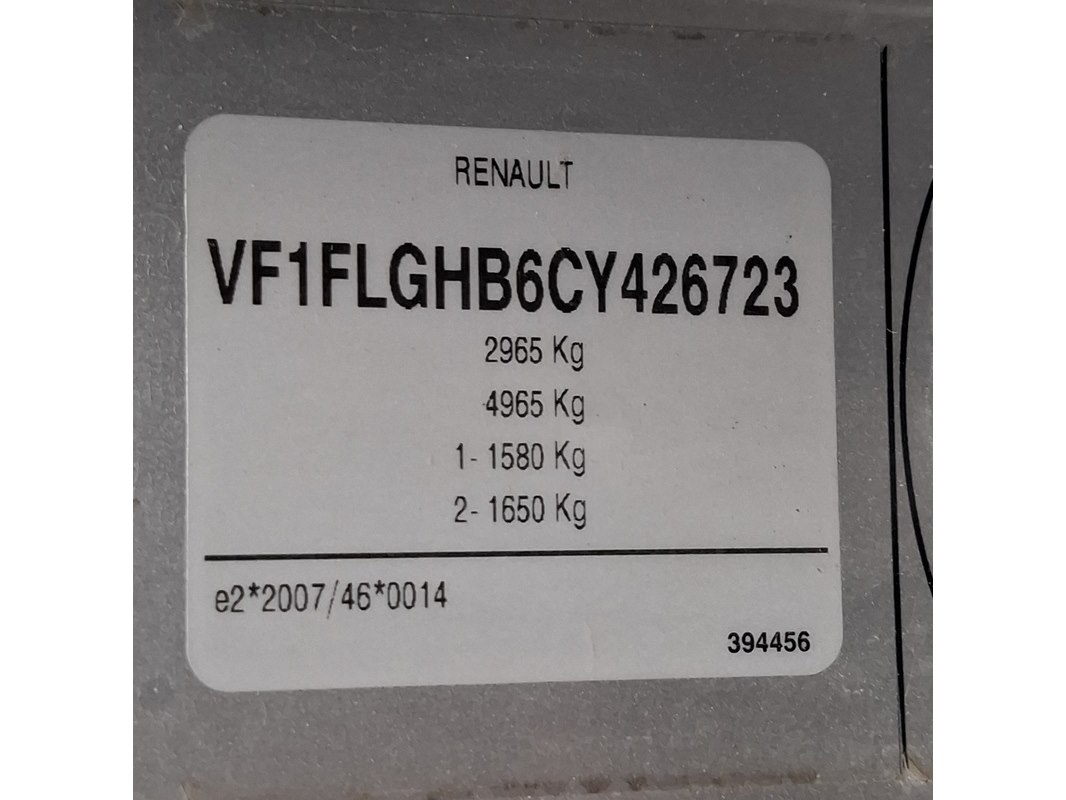 RENAULT
VF1FLGHB6CY426723
2965 Kg
4965 Kg
1- 1580 Kg
2- 1650 Kg
e2*2007/46*0014
394456